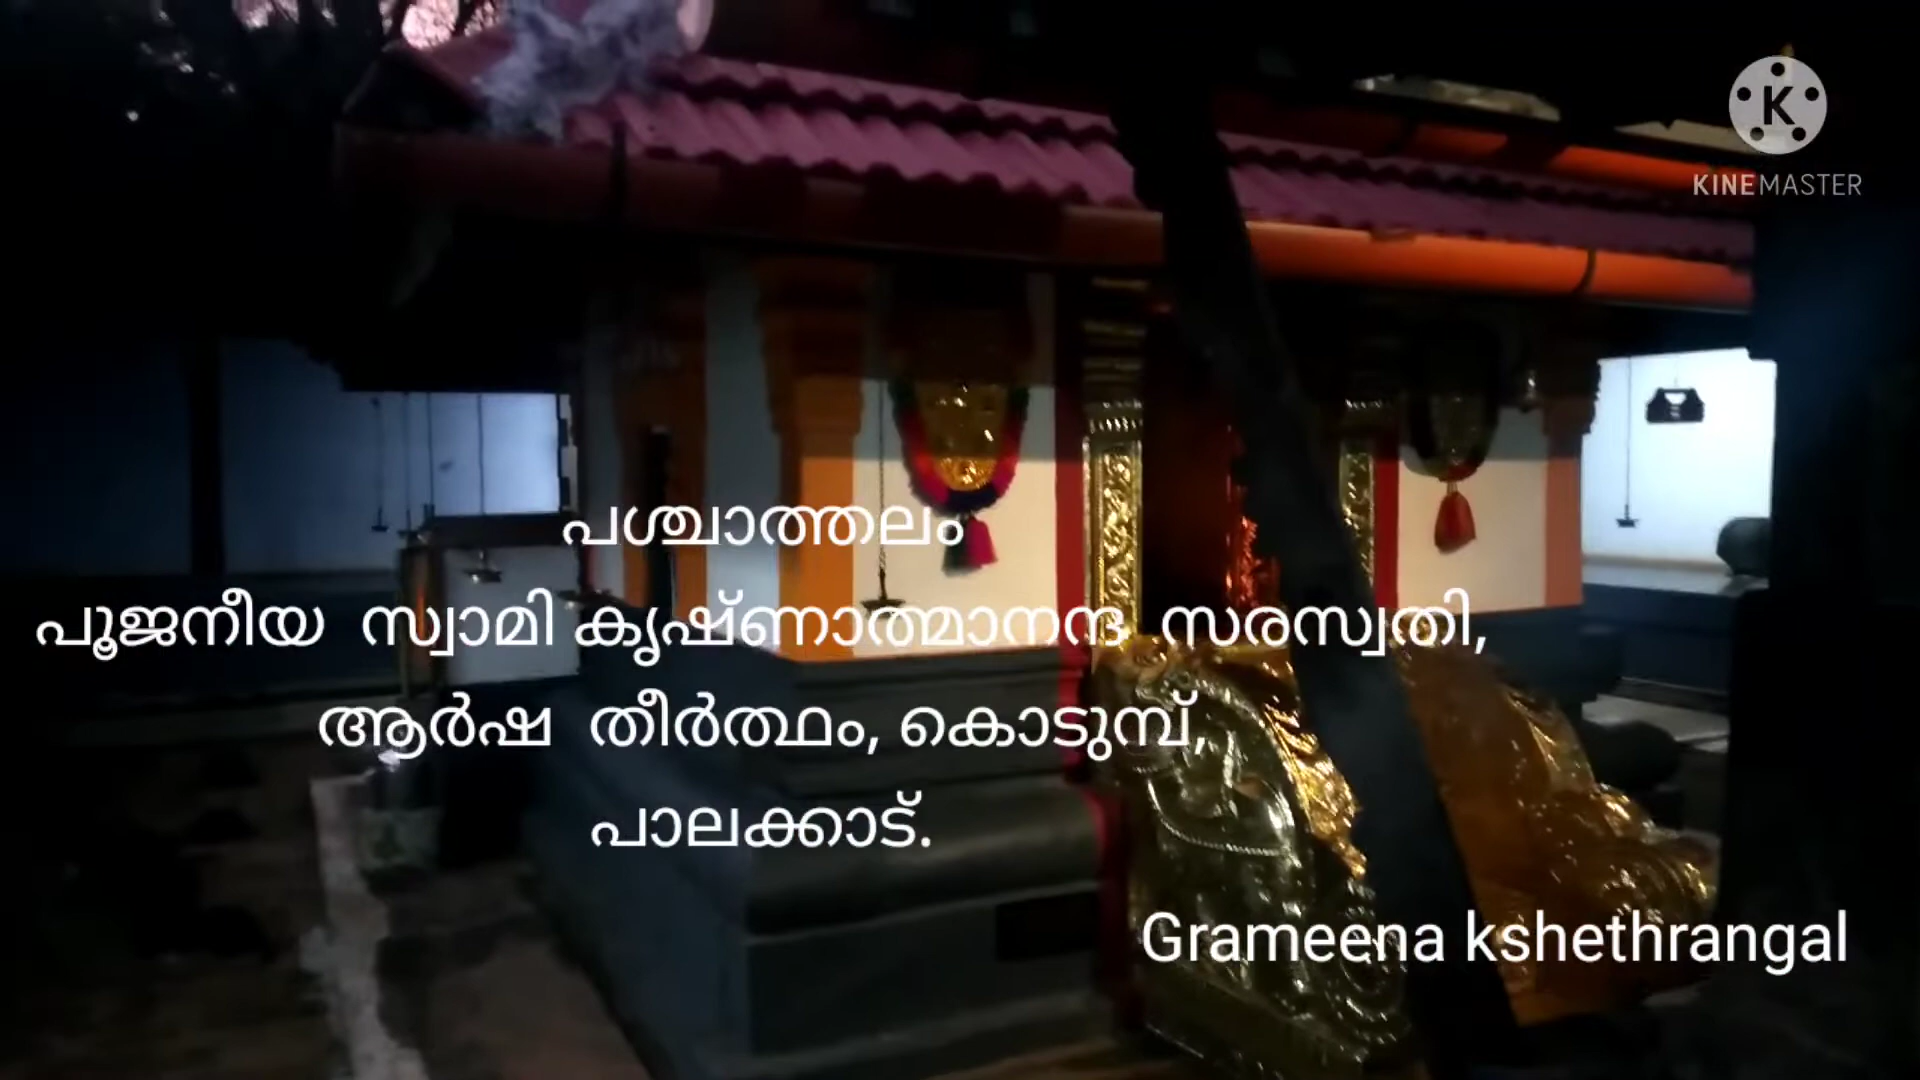 K
KINEMASTER
പശ്ചാത്തലം
പൂജനീയ സ്വാമി കൃഷ്ണാത്മാനന്ദ സരസ്വതി,
ആർഷ തീർത്ഥം, കൊടുമ്പ്,
പാലക്കാട്.
Grameena kshethrangal